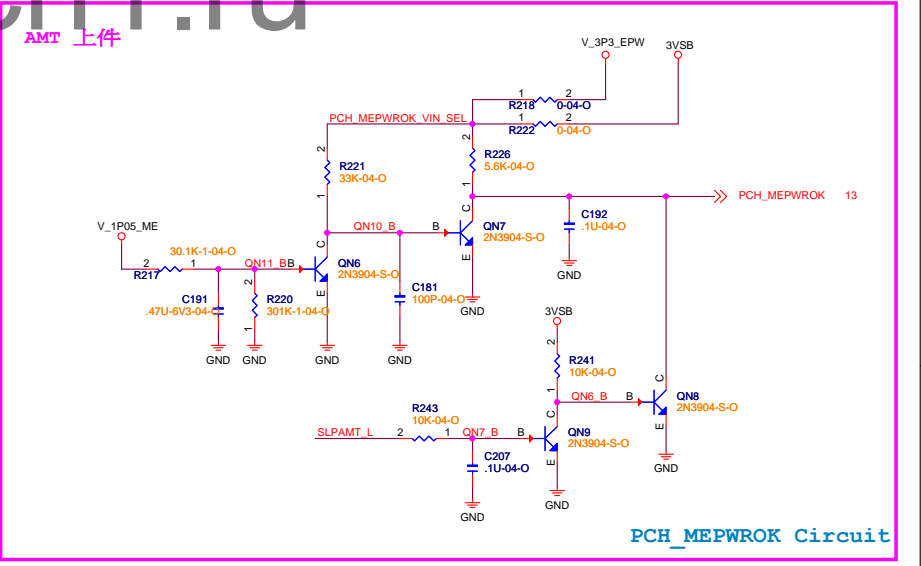 AMT 上件
V_3P3_EPW
3VSB
1 2
R218 0-04-O
PCH_MEPWROK_VIN_SEL
1 2
R222 0-04-O
2
R221
33K-04-O
1
2
R226
5.6K-04-O
1
PCH_MEPWROK 13
V_1P05_ME
QN10_B
B
C
QN7
2N3904-S-O
E
C192
.1U-04-O
GND
30.1K-1-04-O
2 1
R217
QN11_B
B
C
QN6
2N3904-S-O
E
C191
.47U-6V3-04-O
2
R220
301K-1-04-O
1
C181
100P-04-O
GND
GND
GND
GND
GND
3VSB
2
R241
10K-04-O
1
QN6_B
B
C
QN8
2N3904-S-O
E
GND
R243
10K-04-O
SLPAMT_L
2 1
QN7_B
B
C
QN9
2N3904-S-O
E
C207
.1U-04-O
GND
GND
PCH_MEPWROK Circuit